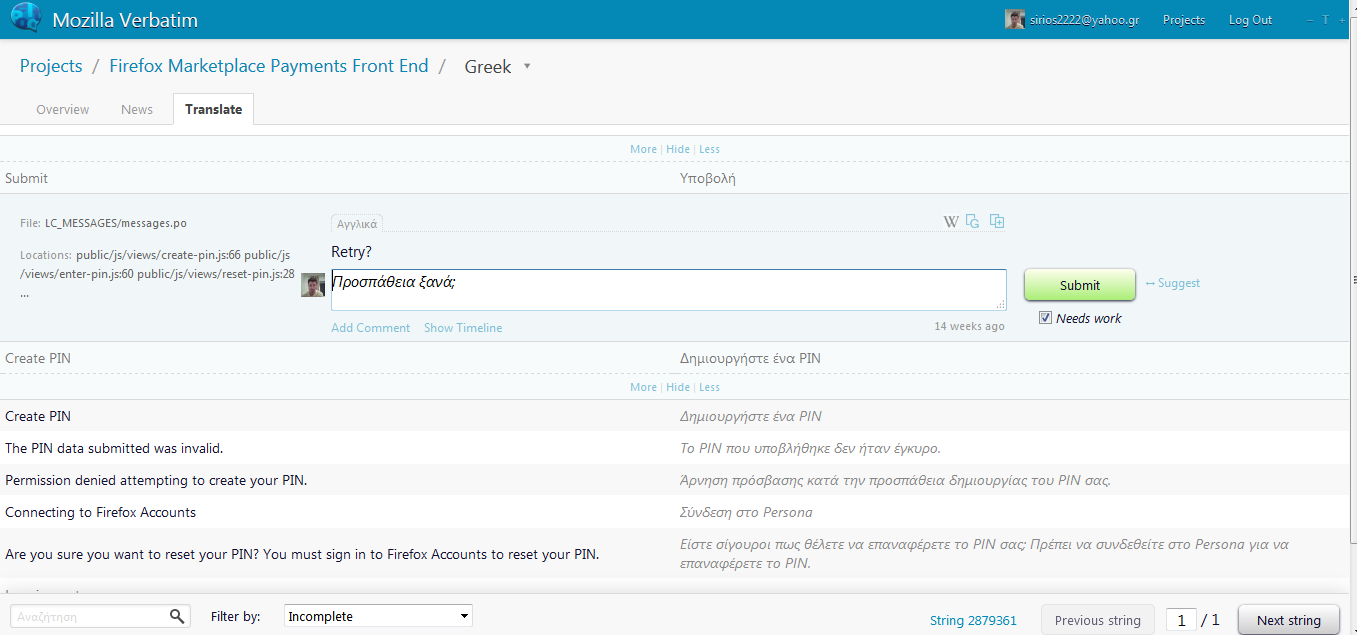 Mozilla Verbatim
sirios2222@yahoo.gr Projects Log Out − T +
Projects / Firefox Marketplace Payments Front End / Greek
Overview News Translate
More | Hide | Less
Submit Υποβολή
File: LC_MESSAGES/messages.po Αγγλικά W
Locations: public/js/views/create-pin.js:66 public/js
/views/enter-pin.js:60 public/js/views/reset-pin.js:28
...
Retry?
Προσπάθεια ξανά;
Submit Suggest
Needs work
Add Comment Show Timeline 14 weeks ago
Create PIN Δημιουργήστε ένα PIN
More | Hide | Less
Create PIN Δημιουργήστε ένα PIN
The PIN data submitted was invalid. Το PIN που υποβλήθηκε δεν ήταν έγκυρο.
Permission denied attempting to create your PIN. Άρνηση πρόσβασης κατά την προσπάθεια δημιουργίας του PIN σας.
Connecting to Firefox Accounts Σύνδεση στο Persona
Are you sure you want to reset your PIN? You must sign in to Firefox Accounts to reset your PIN. Είστε σίγουροι πως θέλετε να επαναφέρετε το PIN σας; Πρέπει να συνδεθείτε στο Persona για να
επαναφέρετε το PIN.
Αναζήτηση Filter by: Incomplete String 2879361 Previous string 1 / 1 Next string